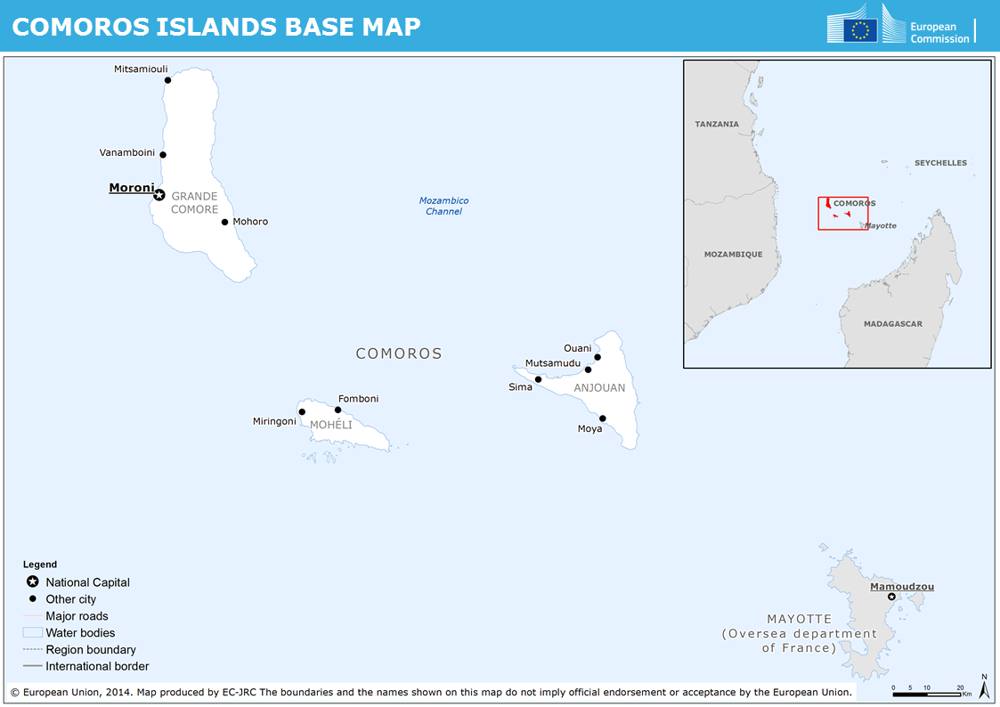 COMOROS ISLANDS BASE MAP
European
Commission
Mitsamiouli
Vanamboini
Moroni
GRANDE
COMORE
Mohoro
Mozambico
Channel
TANZANIA
SEYCHELLES
COMOROS
Mayotte
MOZAMBIQUE
MADAGASCAR
COMOROS
Ouani
Mutsamudu
Sima
ANJOUAN
Moya
Fomboni
Miringoni
MOHÉLI
Legend
National Capital
Other city
Major roads
Water bodies
Region boundary
International border
Mamoudzou
MAYOTTE
(Oversea department
of France)
© European Union, 2014. Map produced by EC-JRC The boundaries and the names shown on this map do not imply official endorsement or acceptance by the European Union.
0 5 10 20
Km
N